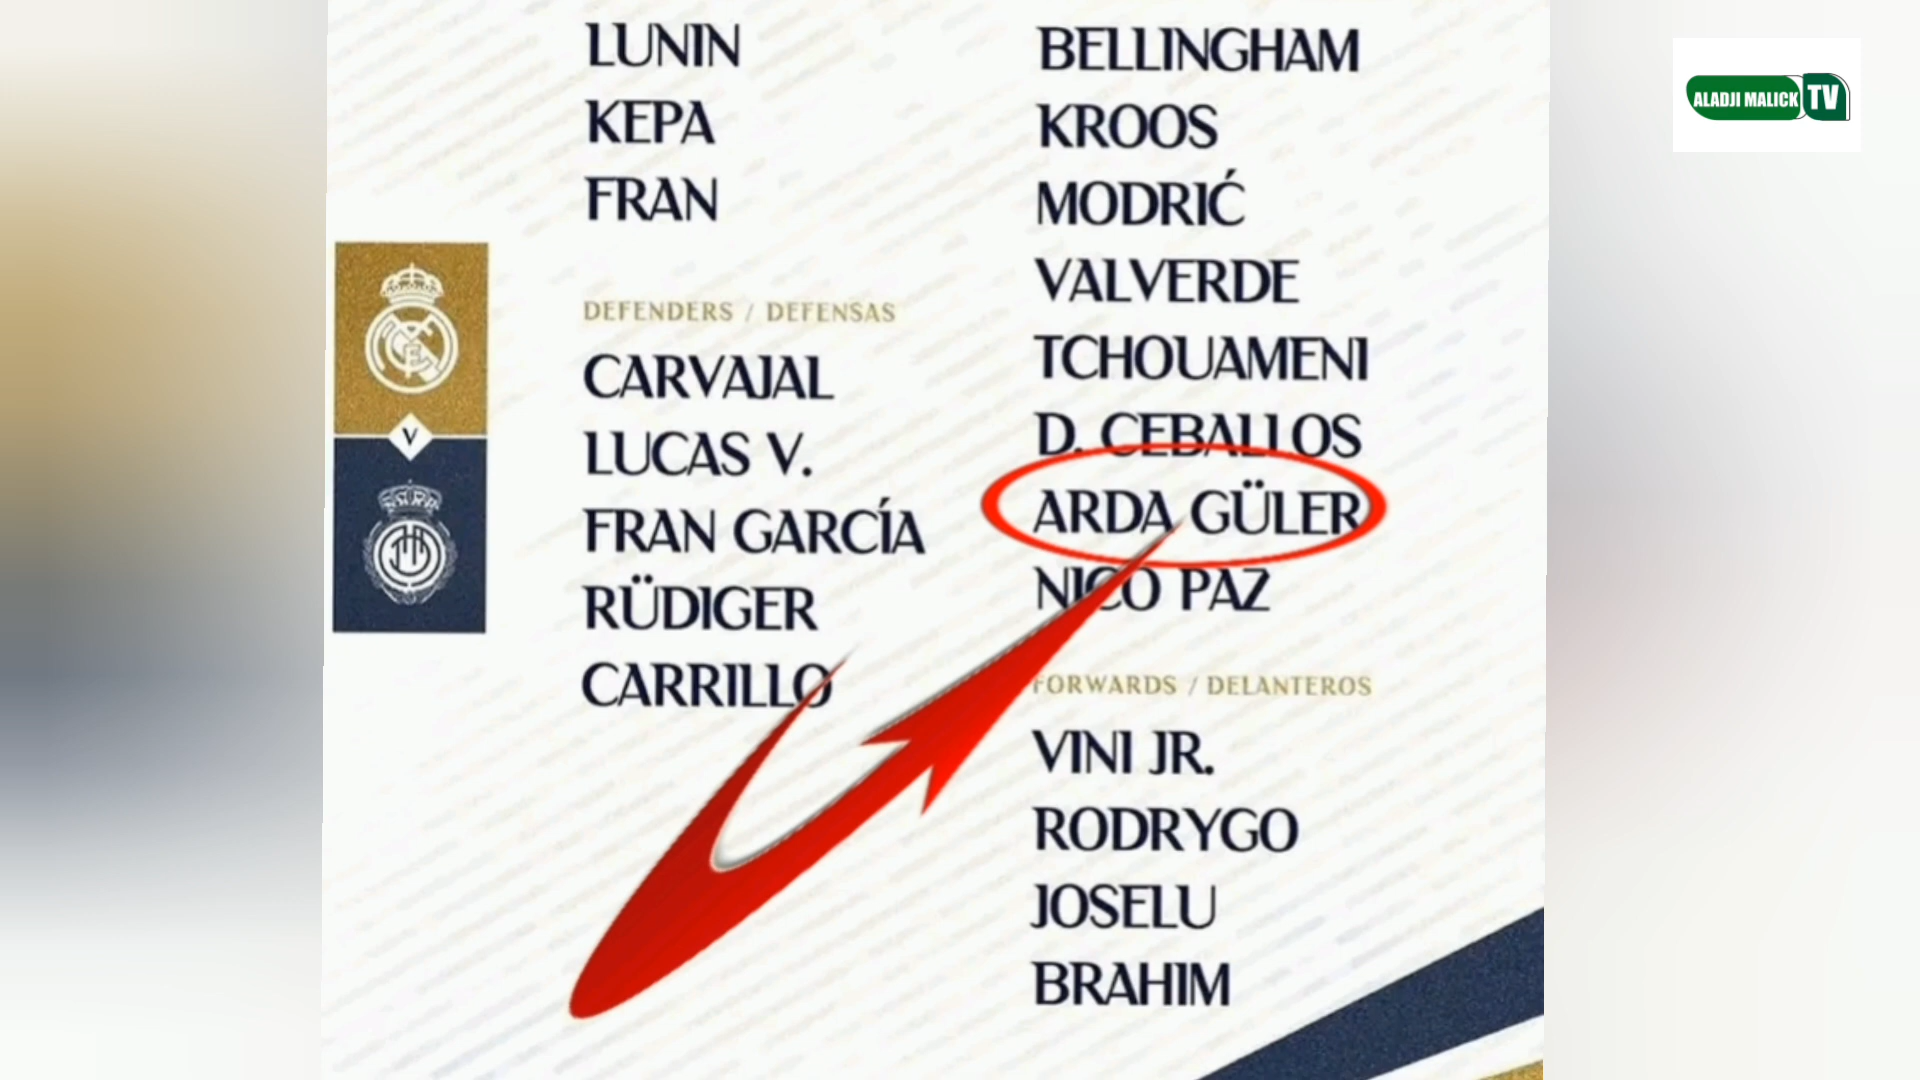 LUNIN
KEPA
FRAN
DEFENDERS / DEFENSAS
CARVAJAL
LUCAS V.
FRAN GARCÍA
RÜDIGER
CARRILLO
V
BELLINGHAM
KROOS
MODRIĆ
VALVERDE
TCHOUAMENI
D. CEBALLOS
ARDA GÜLER
NICO PAZ
FORWARDS / DELANTEROS
VINI JR.
RODRYGO
JOSELU
BRAHIM
ALADJI MALICK TV